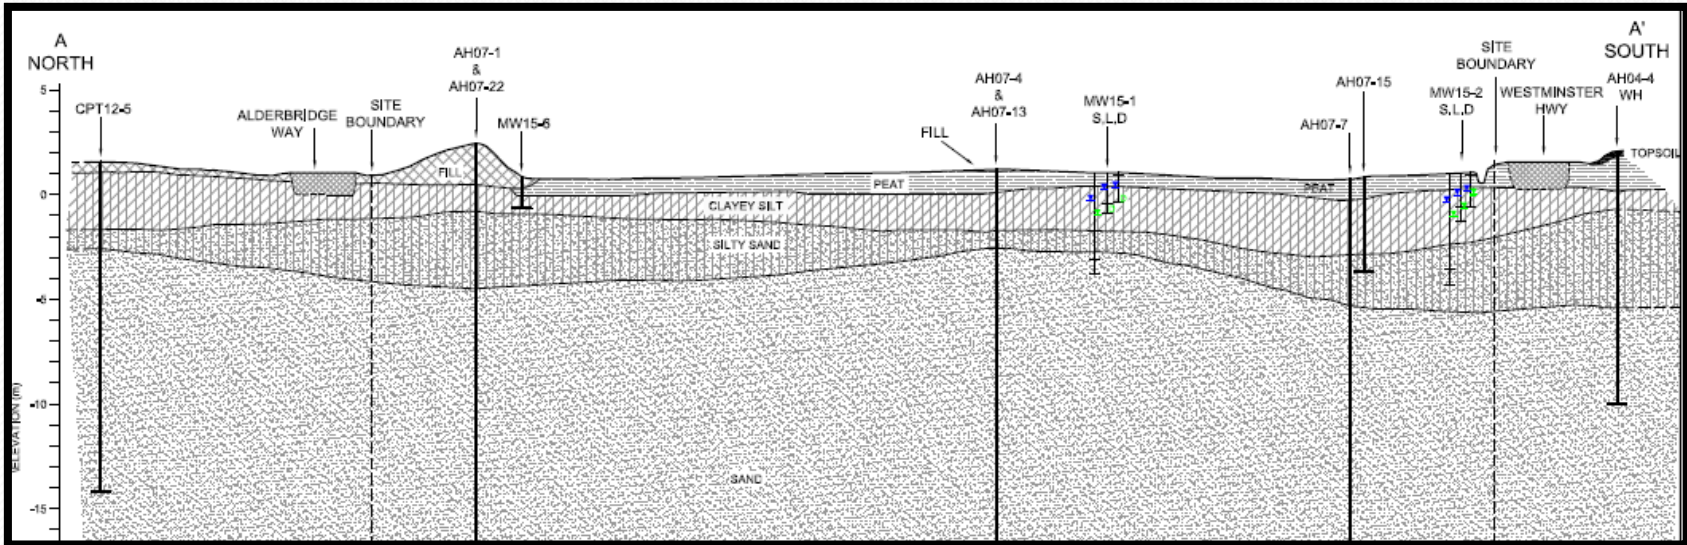 A
NORTH
A'
SOUTH
AH07-1
&
AH07-22
SITE
BOUNDARY
AH07-4
&
AH07-13
AH07-15
AH04-4
WH
CPT12-5
ALDERBRIDGE
WAY
SITE
BOUNDARY
MW15-6
FILL
MW15-1
S,L,D
AH07-7
MW15-2
S,L,D
WESTMINSTER
HWY
TOPSOIL
FILL
PEAT
PEAT
CLAYEY SILT
SILTY SAND
SAND
5
0
-5
-10
-15
ELEVATION (m)